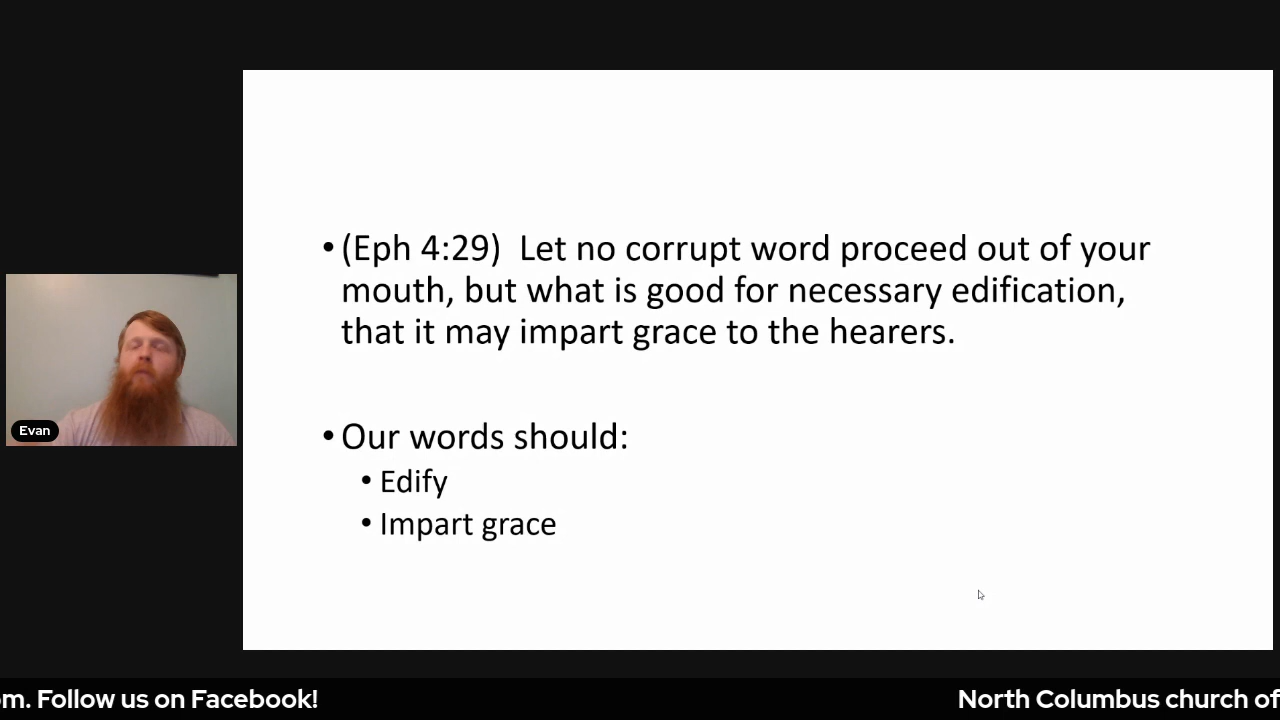 • (Eph 4:29)  Let no corrupt word proceed out of your
mouth, but what is good for necessary edification,
that it may impart grace to the hearers.
• Our words should:
• Edify
• Impart grace
Evan
om. Follow us on Facebook!
North Columbus church of